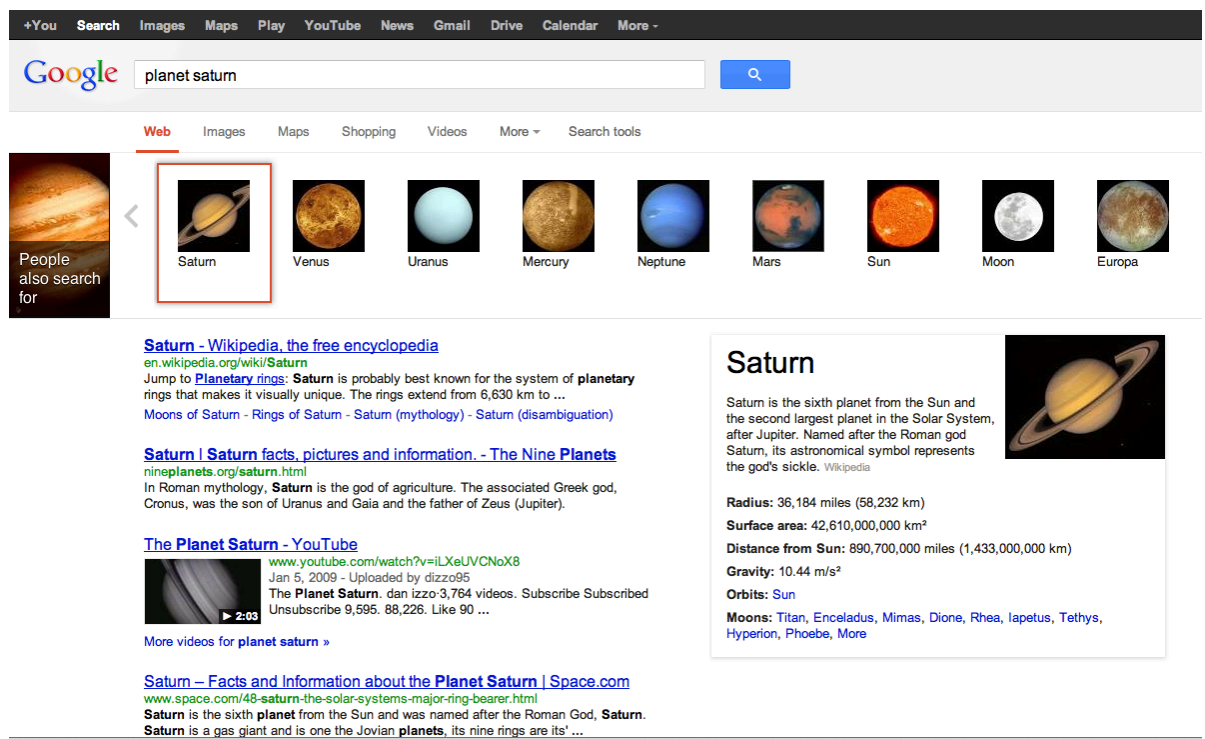 +You Search Images Maps Play YouTube News Gmail Drive Calendar More
Google planet saturn
Web Images Maps Shopping Videos More Search tools
People
also search
for
Saturn Venus Uranus Mercury Neptune Mars Sun Moon Europa
Saturn - Wikipedia, the free encyclopedia
en.wikipedia.org/wiki/Saturn
Jump to Planetary rings: Saturn is probably best known for the system of planetary
rings that makes it visually unique. The rings extend from 6,630 km to ...
Moons of Saturn - Rings of Saturn - Saturn (mythology) - Saturn (disambiguation)
Saturn | Saturn facts, pictures and information. - The Nine Planets
nineplanets.org/saturn.html
In Roman mythology, Saturn is the god of agriculture. The associated Greek god,
Cronus, was the son of Uranus and Gaia and the father of Zeus (Jupiter).
The Planet Saturn - YouTube
www.youtube.com/watch?v=iLXeUVCNoX8
Jan 5, 2009 - Uploaded by dizzo95
The Planet Saturn. dan izzo·3,764 videos. Subscribe Subscribed
Unsubscribe 9,595. 88,226. Like 90 ...
2:03
More videos for planet saturn »
Saturn – Facts and Information about the Planet Saturn | Space.com
www.space.com/48-saturn-the-solar-systems-major-ring-bearer.html
Saturn is the sixth planet from the Sun and was named after the Roman God, Saturn.
Saturn is a gas giant and is one the Jovian planets, its nine rings are its' ...
Saturn
Saturn is the sixth planet from the Sun and
the second largest planet in the Solar System,
after Jupiter. Named after the Roman god
Saturn, its astronomical symbol represents
the god's sickle. Wikipedia
Radius: 36,184 miles (58,232 km)
Surface area: 42,610,000,000 km²
Distance from Sun: 890,700,000 miles (1,433,000,000 km)
Gravity: 10.44 m/s²
Orbits: Sun
Moons: Titan, Enceladus, Mimas, Dione, Rhea, Iapetus, Tethys,
Hyperion, Phoebe, More